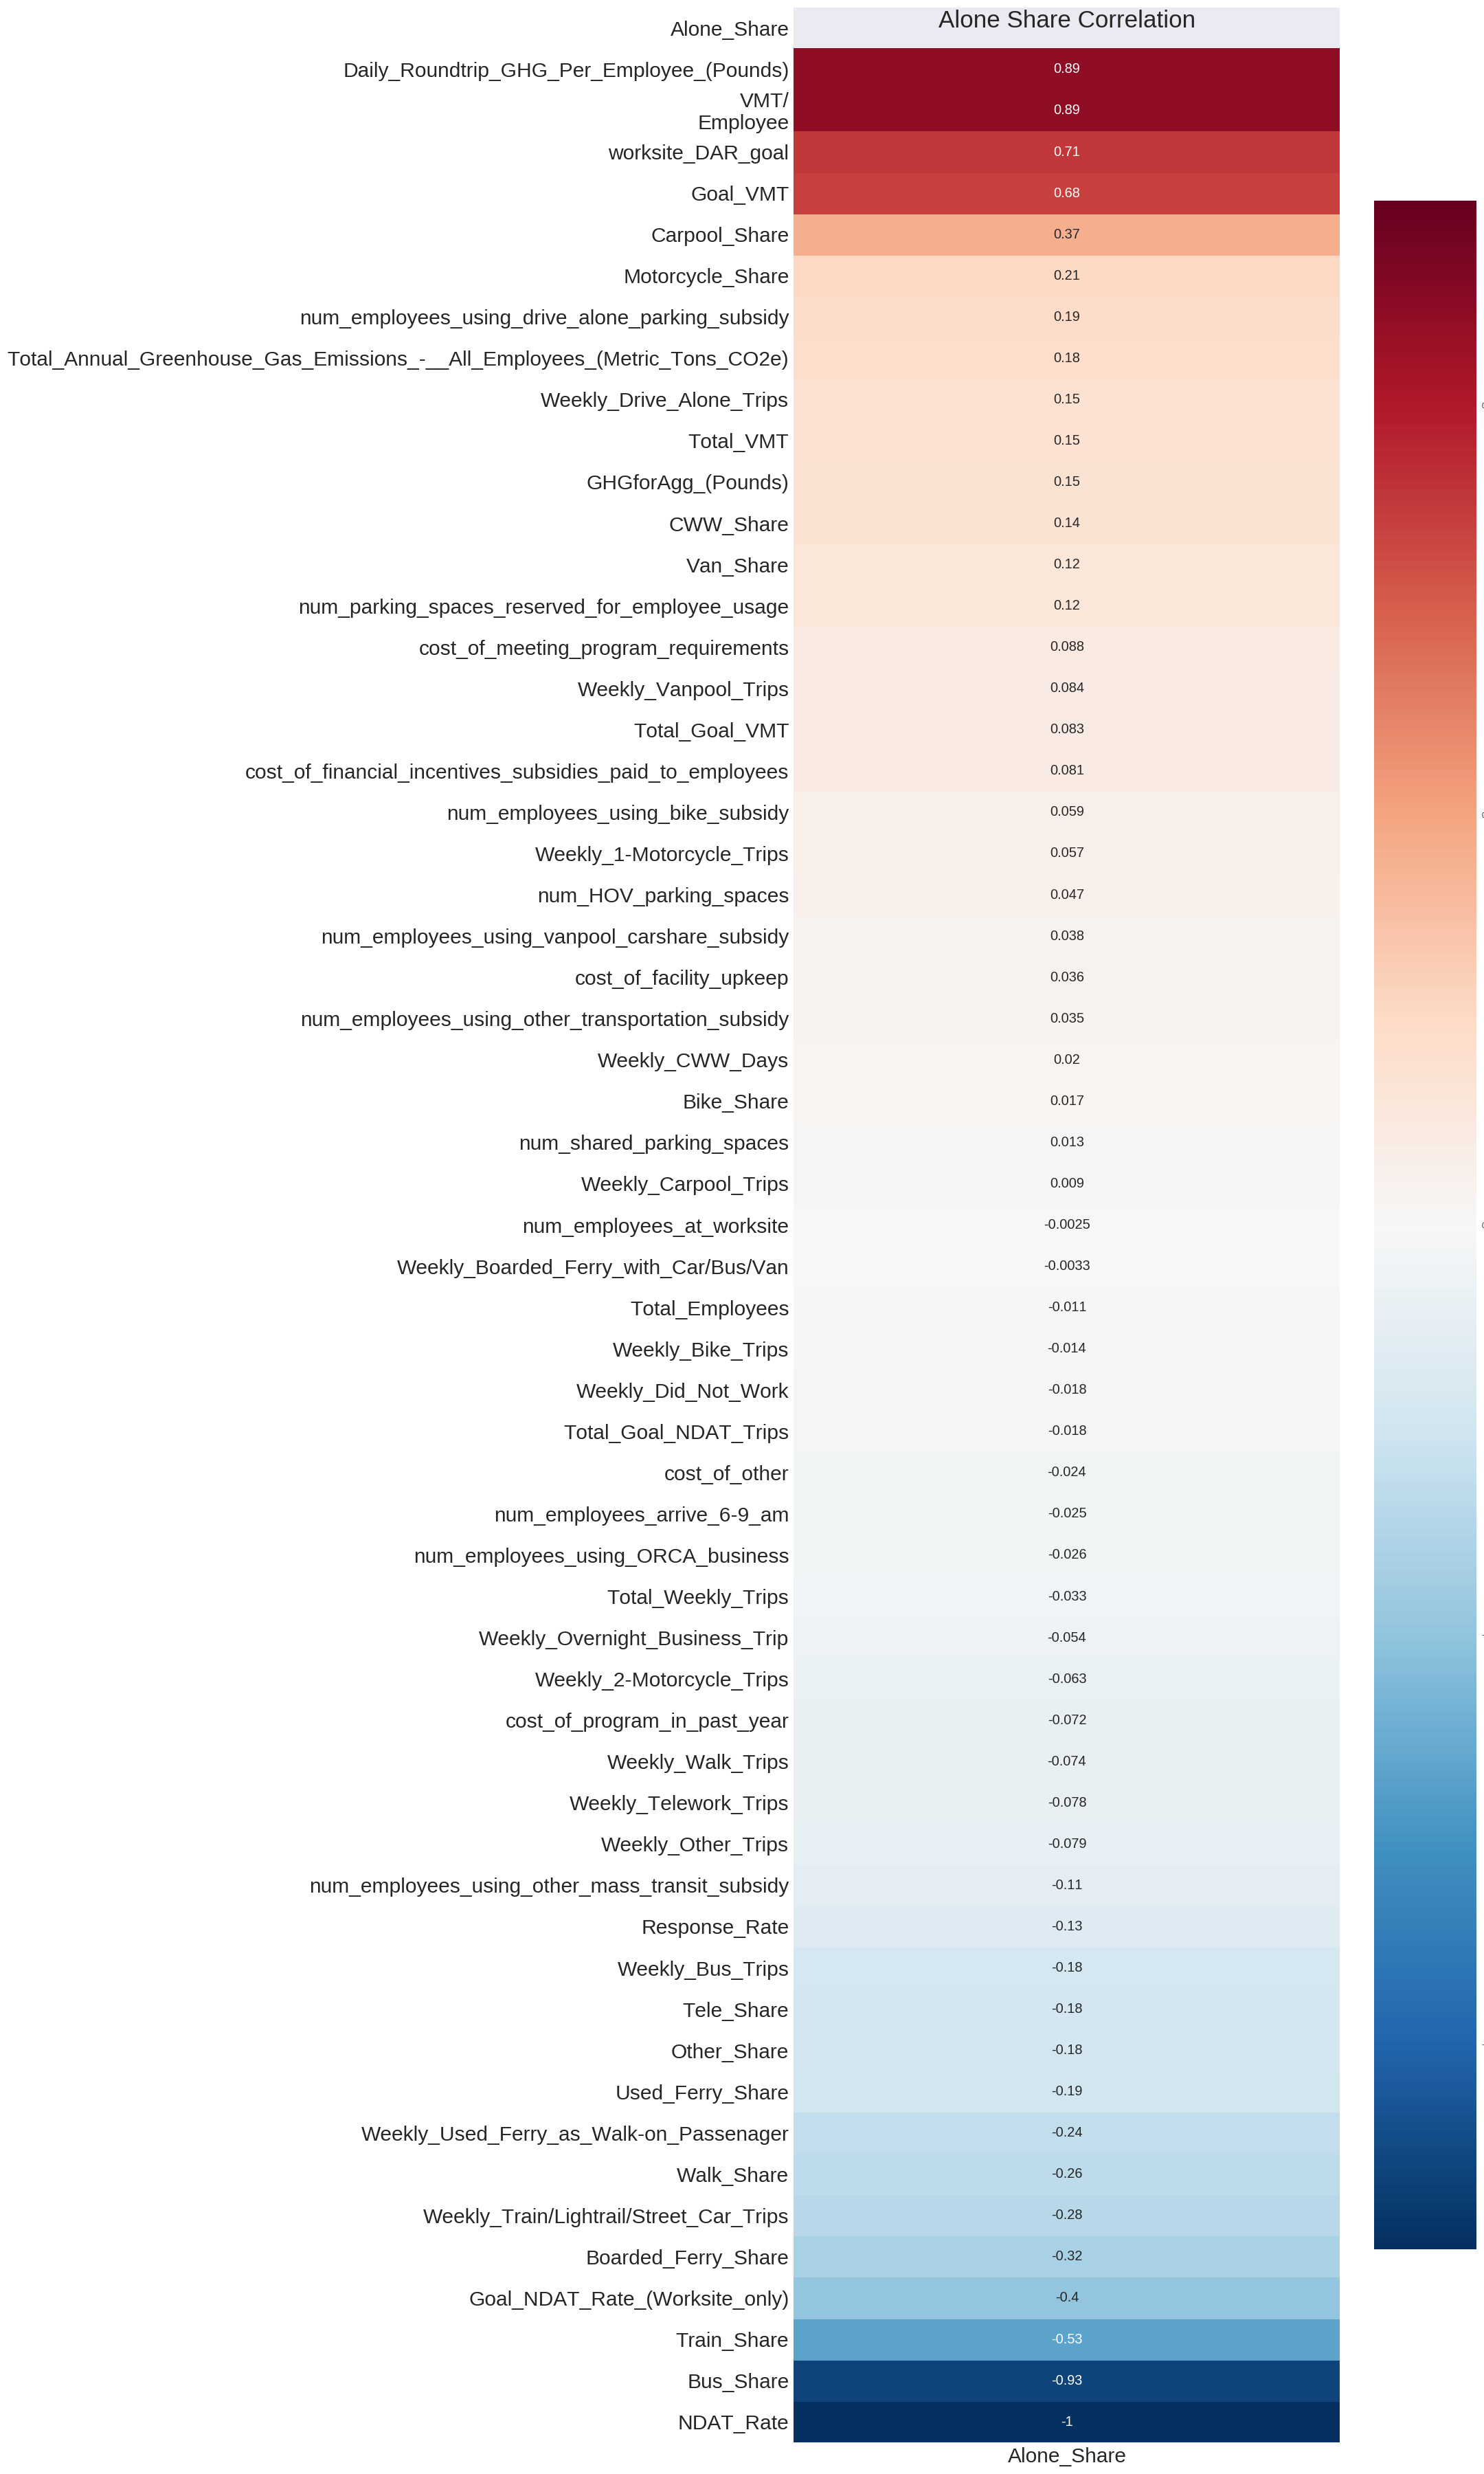 Alone Share Correlation
Alone_Share
Daily_Roundtrip_GHG_Per_Employee_(Pounds) 0.89
VMT/
Employee 0.89
worksite_DAR_goal 0.71
Goal_VMT 0.68
Carpool_Share 0.37
Motorcycle_Share 0.21
num_employees_using_drive_alone_parking_subsidy 0.19
Total_Annual_Greenhouse_Gas_Emissions_-__All_Employees_(Metric_Tons_CO2e) 0.18
Weekly_Drive_Alone_Trips 0.15
Total_VMT 0.15
GHGforAgg_(Pounds) 0.15
CWW_Share 0.14
Van_Share 0.12
num_parking_spaces_reserved_for_employee_usage 0.12
cost_of_meeting_program_requirements 0.088
Weekly_Vanpool_Trips 0.084
Total_Goal_VMT 0.083
cost_of_financial_incentives_subsidies_paid_to_employees 0.081
num_employees_using_bike_subsidy 0.059
Weekly_1-Motorcycle_Trips 0.057
num_HOV_parking_spaces 0.047
num_employees_using_vanpool_carshare_subsidy 0.038
cost_of_facility_upkeep 0.036
num_employees_using_other_transportation_subsidy 0.035
Weekly_CWW_Days 0.02
Bike_Share 0.017
num_shared_parking_spaces 0.013
Weekly_Carpool_Trips 0.009
num_employees_at_worksite -0.0025
Weekly_Boarded_Ferry_with_Car/Bus/Van -0.0033
Total_Employees -0.011
Weekly_Bike_Trips -0.014
Weekly_Did_Not_Work -0.018
Total_Goal_NDAT_Trips -0.018
cost_of_other -0.024
num_employees_arrive_6-9_am -0.025
num_employees_using_ORCA_business -0.026
Total_Weekly_Trips -0.033
Weekly_Overnight_Business_Trip -0.054
Weekly_2-Motorcycle_Trips -0.063
cost_of_program_in_past_year -0.072
Weekly_Walk_Trips -0.074
Weekly_Telework_Trips -0.078
Weekly_Other_Trips -0.079
num_employees_using_other_mass_transit_subsidy -0.11
Response_Rate -0.13
Weekly_Bus_Trips -0.18
Tele_Share -0.18
Other_Share -0.18
Used_Ferry_Share -0.19
Weekly_Used_Ferry_as_Walk-on_Passenager -0.24
Walk_Share -0.26
Weekly_Train/Lightrail/Street_Car_Trips -0.28
Boarded_Ferry_Share -0.32
Goal_NDAT_Rate_(Worksite_only) -0.4
Train_Share -0.53
Bus_Share -0.93
NDAT_Rate -1
Alone_Share